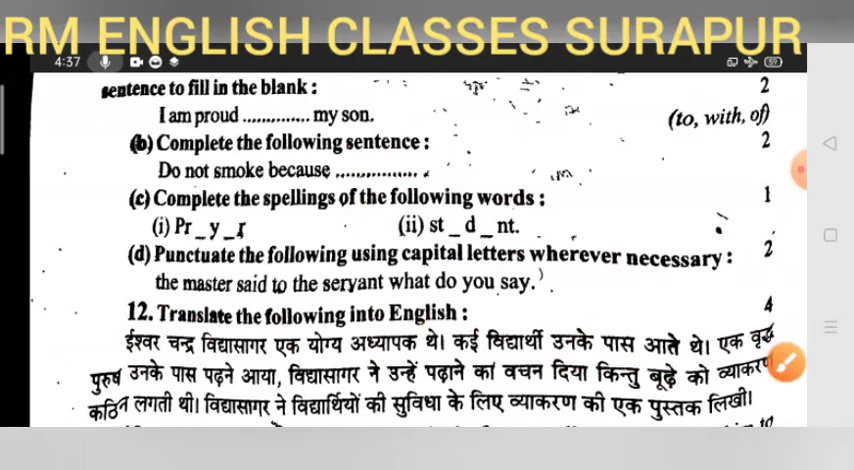 RM ENGLISH CLASSES SURAPUR
4:37 59
sentence to fill in the blank : 2
I am proud .............. my son. (to, with, of)
(b) Complete the following sentence : 2
Do not smoke because .................
(c) Complete the spellings of the following words : 1
(i) Pr _ y _ r (ii) st _ d _ nt.
(d) Punctuate the following using capital letters wherever necessary : 2
the master said to the servant what do you say.
12. Translate the following into English : 4
ईश्वर चन्द्र विद्यासागर एक योग्य अध्यापक थे। कई विद्यार्थी उनके पास आते थे। एक वृद्ध
पुरुष उनके पास पढ़ने आया, विद्यासागर ने उन्हें पढ़ाने का वचन दिया किन्तु बूढ़े को व्याकरण
कठिन लगती थी। विद्यासागर ने विद्यार्थियों की सुविधा के लिए व्याकरण की एक पुस्तक लिखी।